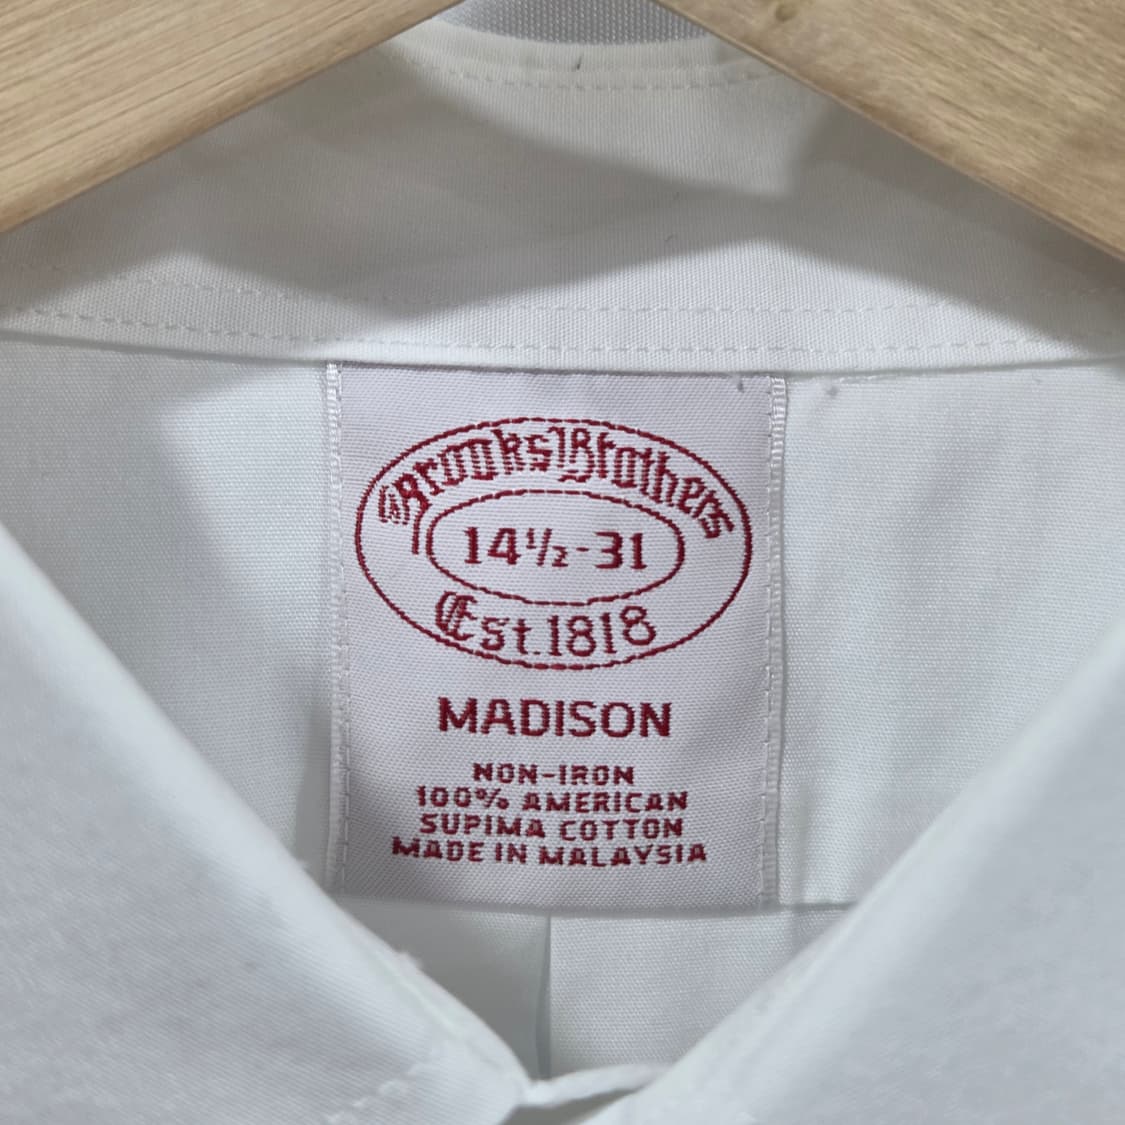 Brooks Brothers
14½-31
Est. 1818
MADISON
NON-IRON
100% AMERICAN
SUPIMA COTTON
MADE IN MALAYSIA